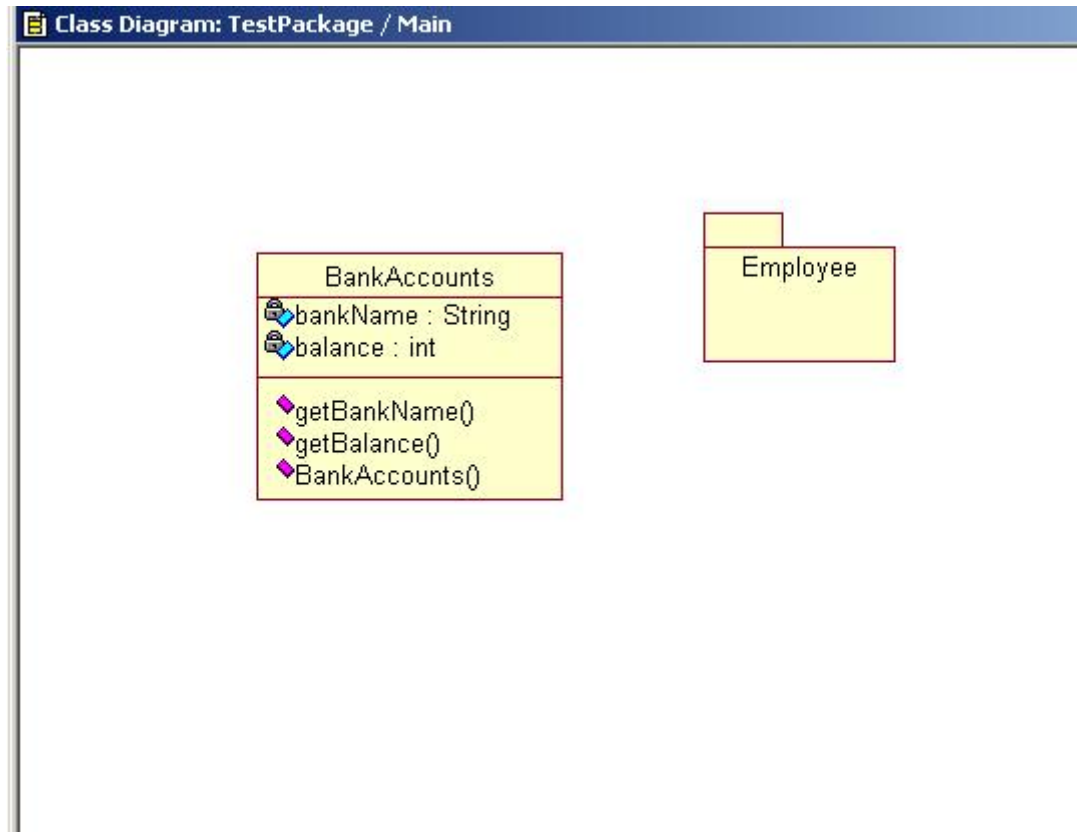 Class Diagram: TestPackage / Main
BankAccounts
bankName : String
balance : int
getBankName()
getBalance()
BankAccounts()
Employee